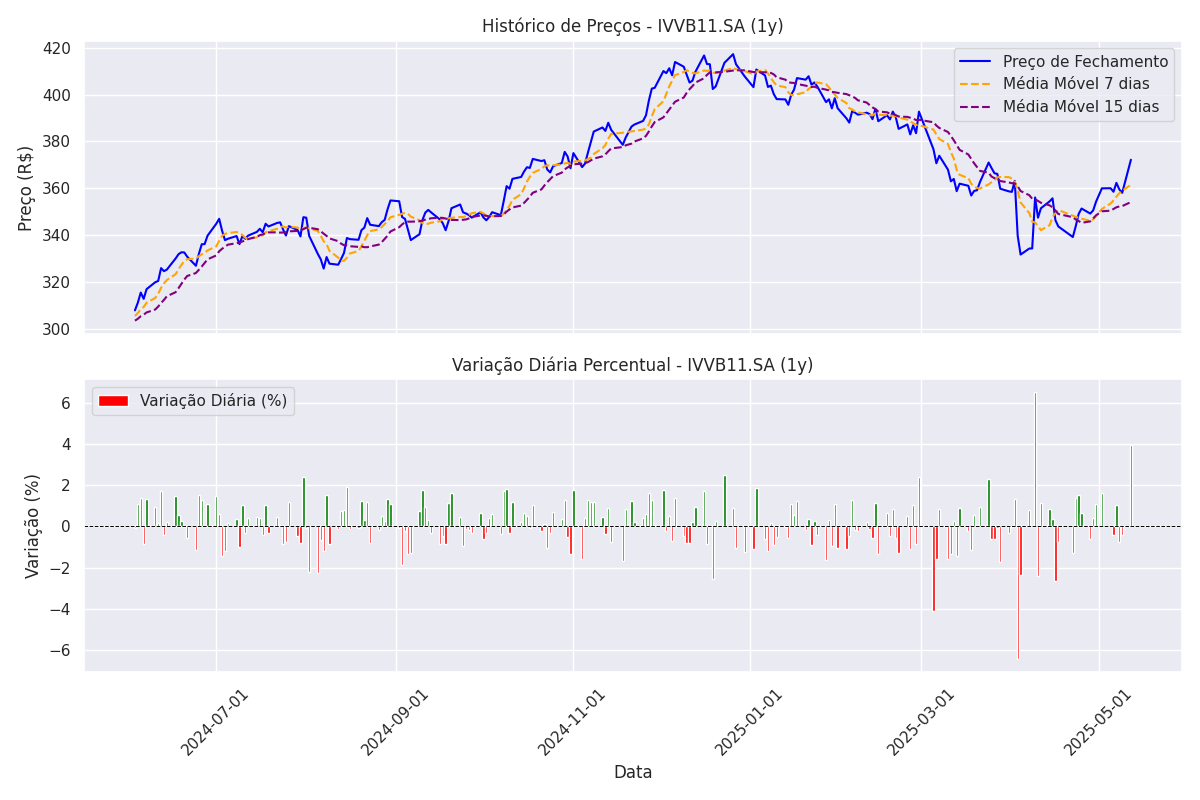 Histórico de Preços - IVVB11.SA (1y)
420
400
380
360
340
320
300
Preço (R$)
Preço de Fechamento
Média Móvel 7 dias
Média Móvel 15 dias
Variação Diária Percentual - IVVB11.SA (1y)
6
4
2
0
−2
−4
−6
Variação (%)
Variação Diária (%)
2024-07-01
2024-09-01
2024-11-01
2025-01-01
2025-03-01
2025-05-01
Data